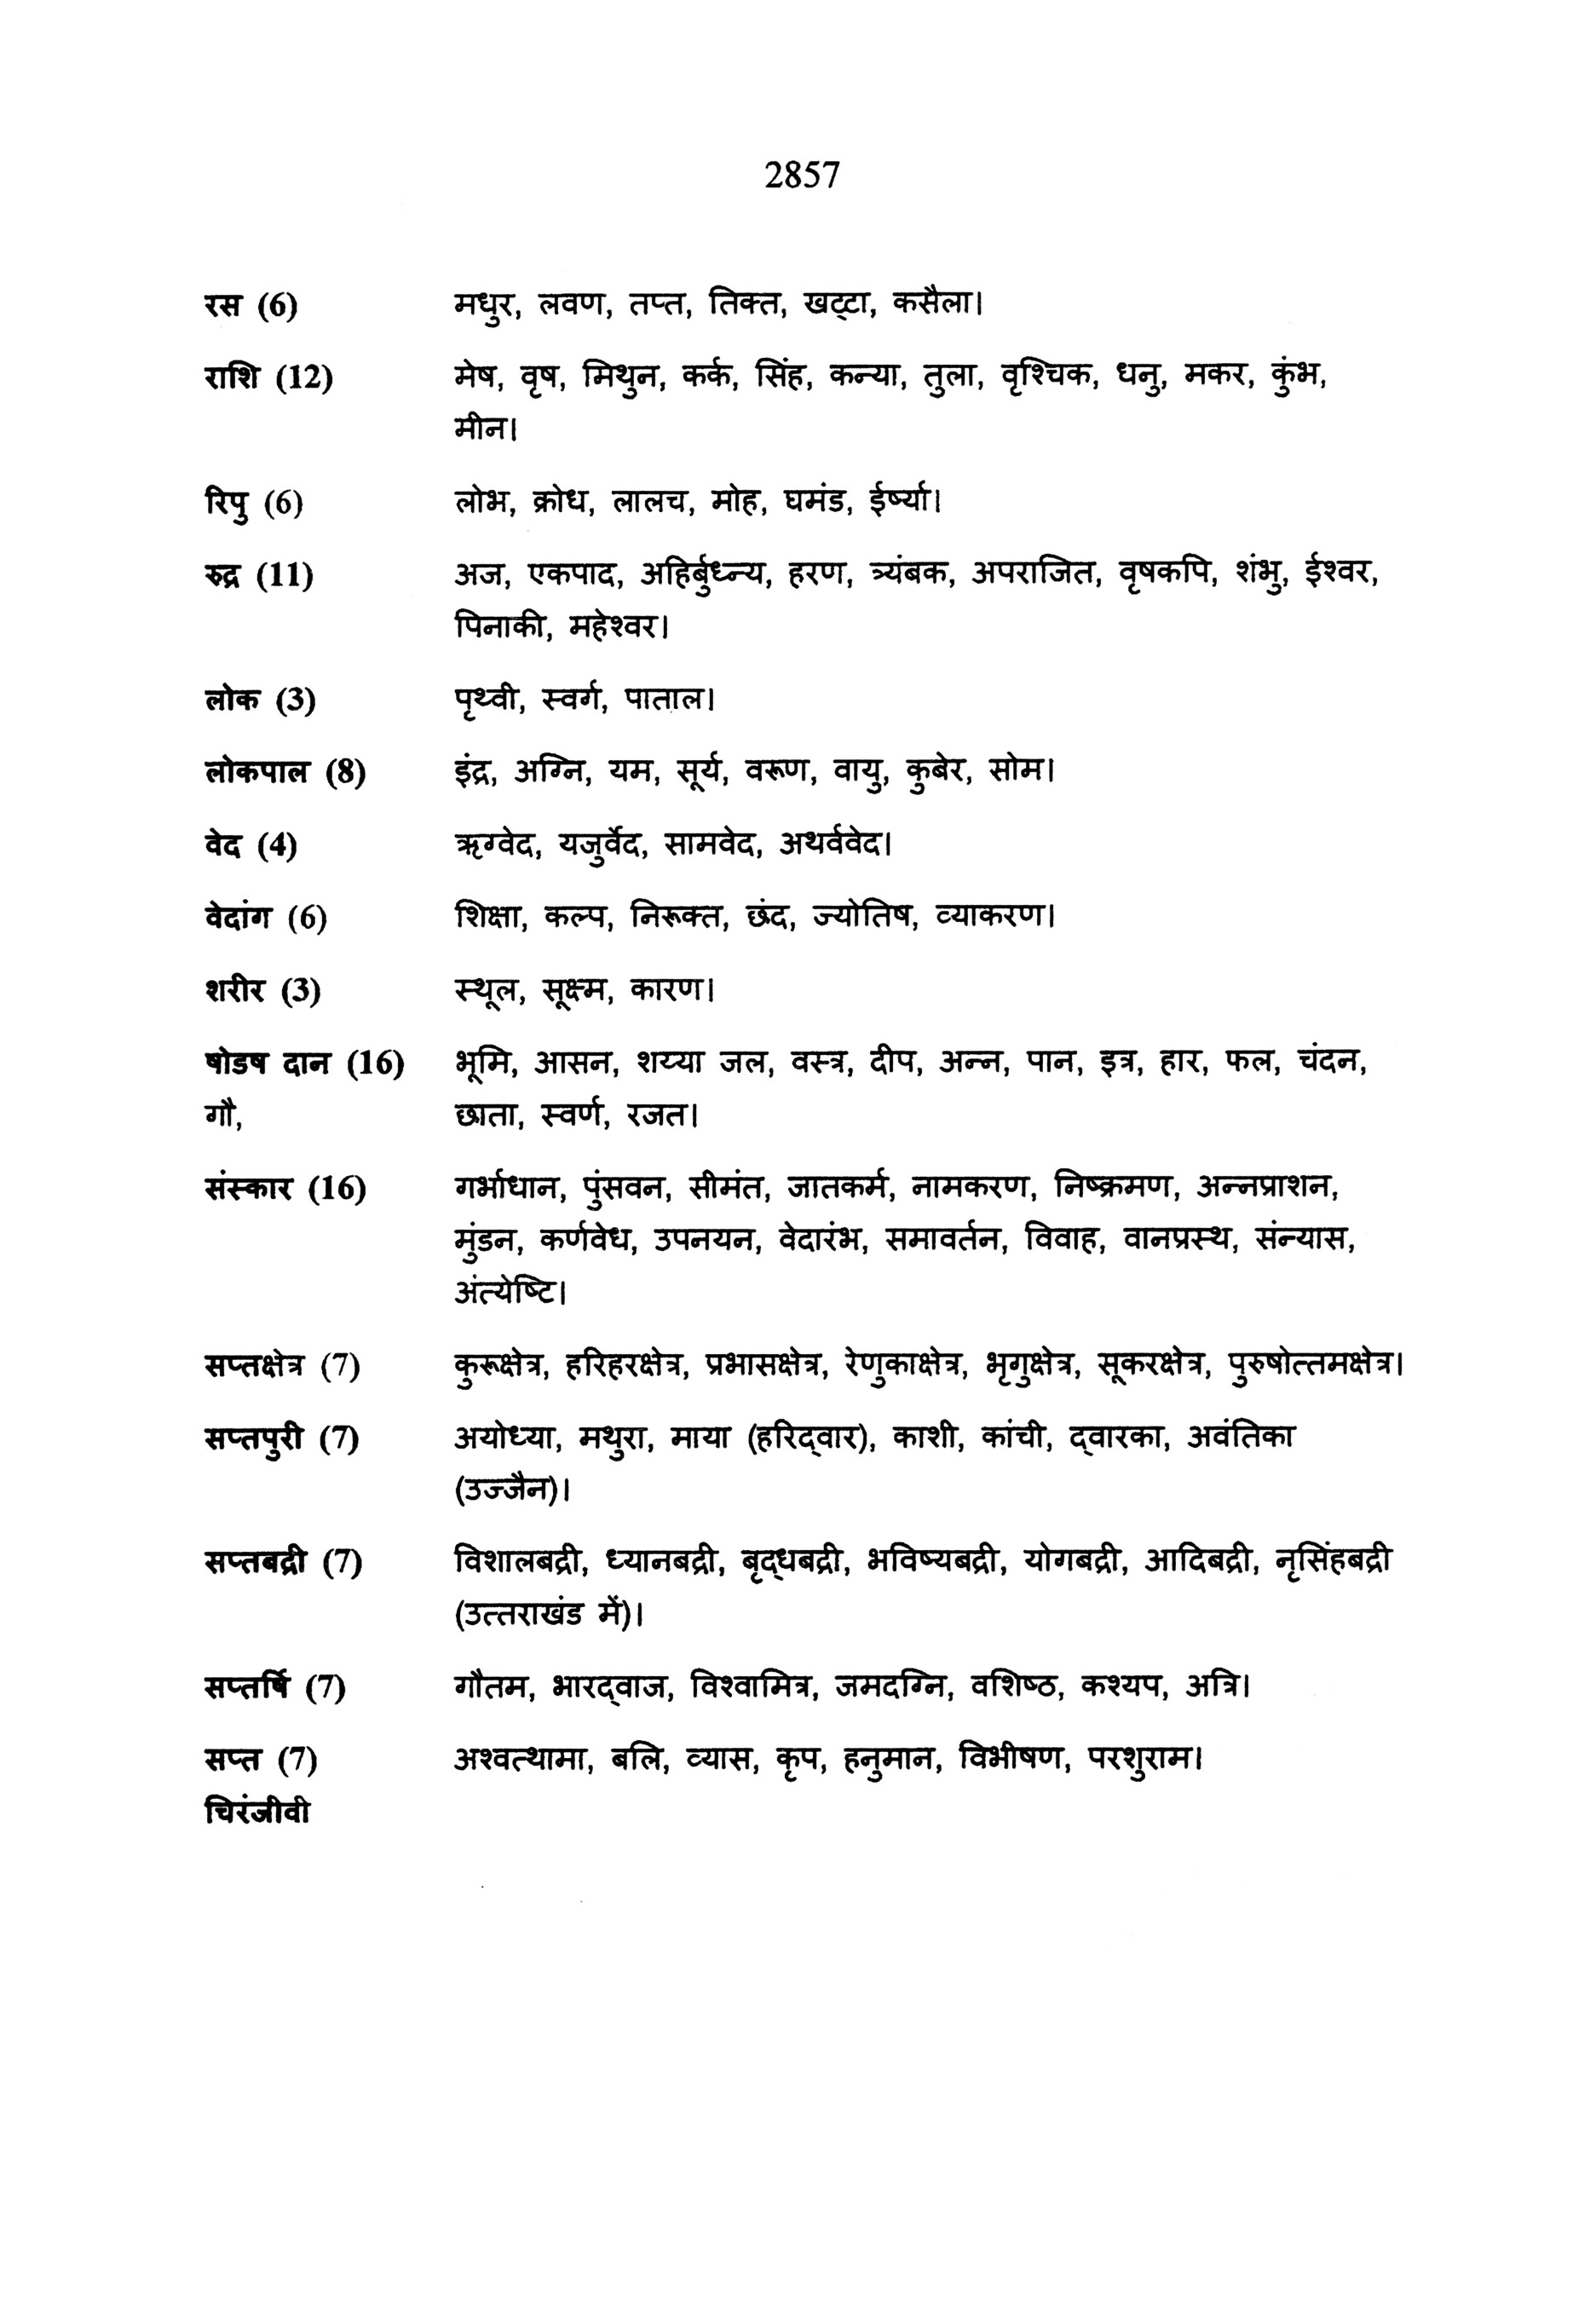 2857
रस (6) मधुर, लवण, तप्त, तिक्त, खट्टा, कसैला।
राशि (12) मेष, वृष, मिथुन, कर्क, सिंह, कन्या, तुला, वृश्चिक, धनु, मकर, कुंभ,
मीन।
रिपु (6) लोभ, क्रोध, लालच, मोह, घमंड, ईर्ष्या।
रुद्र (11) अज, एकपाद, अहिर्बुध्न्य, हरण, त्र्यंबक, अपराजित, वृषकपि, शंभु, ईश्वर,
पिनाकी, महेश्वर।
लोक (3) पृथ्वी, स्वर्ग, पाताल।
लोकपाल (8) इंद्र, अग्नि, यम, सूर्य, वरूण, वायु, कुबेर, सोम।
वेद (4) ऋग्वेद, यजुर्वेद, सामवेद, अथर्ववेद।
वेदांग (6) शिक्षा, कल्प, निरूक्त, छंद, ज्योतिष, व्याकरण।
शरीर (3) स्थूल, सूक्ष्म, कारण।
षोडष दान (16) भूमि, आसन, शय्या जल, वस्त्र, दीप, अन्न, पान, इत्र, हार, फल, चंदन,
गौ, छाता, स्वर्ण, रजत।
संस्कार (16) गर्भाधान, पुंसवन, सीमंत, जातकर्म, नामकरण, निष्क्रमण, अन्नप्राशन,
मुंडन, कर्णवेध, उपनयन, वेदारंभ, समावर्तन, विवाह, वानप्रस्थ, संन्यास,
अंत्येष्टि।
सप्तक्षेत्र (7) कुरूक्षेत्र, हरिहरक्षेत्र, प्रभासक्षेत्र, रेणुकाक्षेत्र, भृगुक्षेत्र, सूकरक्षेत्र, पुरुषोत्तमक्षेत्र।
सप्तपुरी (7) अयोध्या, मथुरा, माया (हरिद्वार), काशी, कांची, द्वारका, अवंतिका
(उज्जैन)।
सप्तबद्री (7) विशालबद्री, ध्यानबद्री, बृद्धबद्री, भविष्यबद्री, योगबद्री, आदिबद्री, नृसिंहबद्री
(उत्तराखंड में)।
सप्तर्षि (7) गौतम, भारद्वाज, विश्वामित्र, जमदग्नि, वशिष्ठ, कश्यप, अत्रि।
सप्त (7) अश्वत्थामा, बलि, व्यास, कृप, हनुमान, विभीषण, परशुराम।
चिरंजीवी